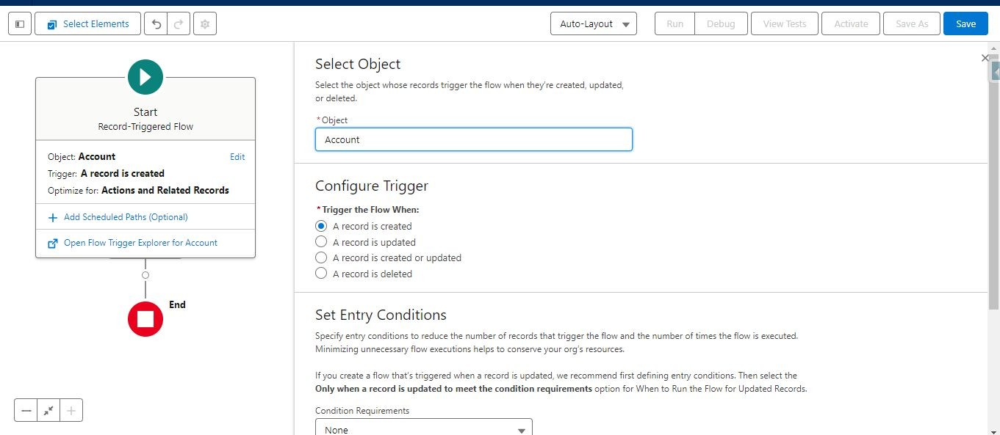 Select Elements
Auto-Layout
Run
Debug
View Tests
Activate
Save As
Save
Start
Record-Triggered Flow
Object: Account
Edit
Trigger: A record is created
Optimize for: Actions and Related Records
Add Scheduled Paths (Optional)
Open Flow Trigger Explorer for Account
End
Select Object
Select the object whose records trigger the flow when they're created, updated,
or deleted.
*Object
Account
Configure Trigger
*Trigger the Flow When:
A record is created
A record is updated
A record is created or updated
A record is deleted
Set Entry Conditions
Specify entry conditions to reduce the number of records that trigger the flow and the number of times the flow is executed.
Minimizing unnecessary flow executions helps to conserve your org's resources.
If you create a flow that's triggered when a record is updated, we recommend first defining entry conditions. Then select the
Only when a record is updated to meet the condition requirements option for When to Run the Flow for Updated Records.
Condition Requirements
None